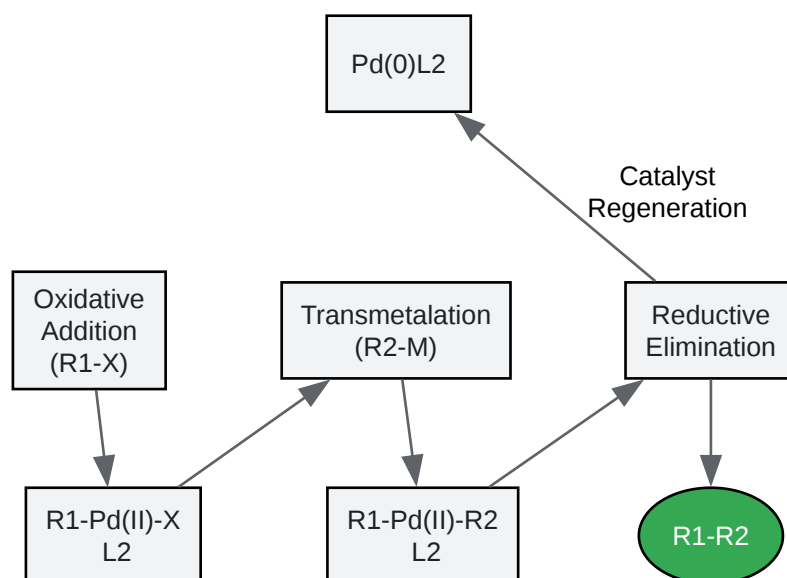 Pd(0)L2
Catalyst
Regeneration
Oxidative
Addition
(R1-X)
Transmetalation
(R2-M)
Reductive
Elimination
R1-Pd(II)-X
L2
R1-Pd(II)-R2
L2
R1-R2